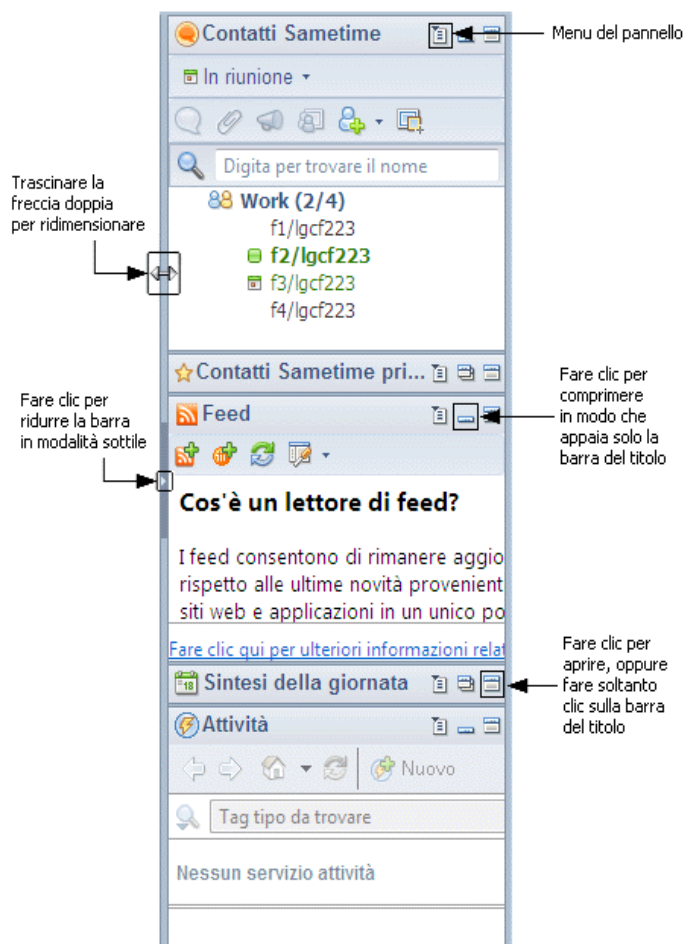 Contatti Sametime
Menu del pannello
In riunione
Digita per trovare il nome
Work (2/4)
f1/lgcf223
f2/lgcf223
f3/lgcf223
f4/lgcf223
Trascinare la
freccia doppia
per ridimensionare
Contatti Sametime pri...
Fare clic per
comprimere
in modo che
appaia solo la
barra del titolo
Fare clic per
ridurre la barra
in modalità sottile
Feed
Cos'è un lettore di feed?
I feed consentono di rimanere aggio
rispetto alle ultime novità provenient
siti web e applicazioni in un unico po
Fare clic qui per ulteriori informazioni relat
Fare clic per
aprire, oppure
fare soltanto
clic sulla barra
del titolo
18
Sintesi della giornata
Attività
Nuovo
Tag tipo da trovare
Nessun servizio attività